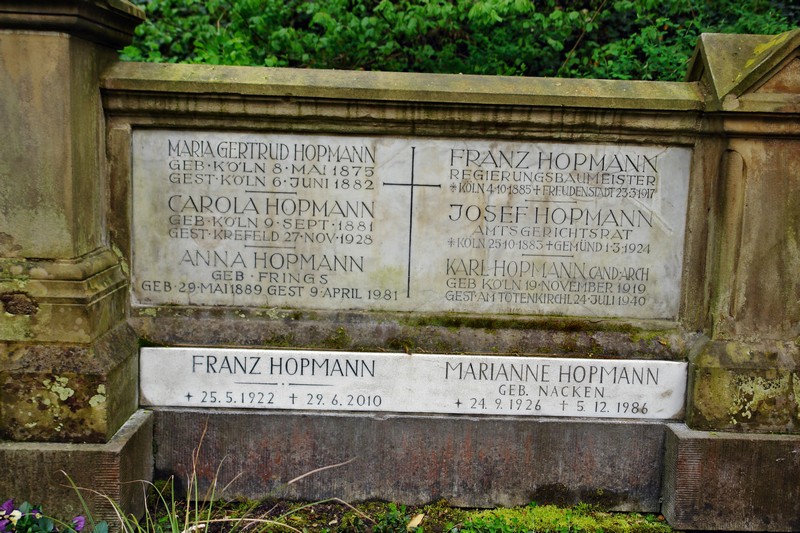 MARIA GERTRUD HOPMANN
GEB·KÖLN 8·MAI 1875
GEST·KÖLN 6·JUNI 1882
CAROLA HOPMANN
GEB·KÖLN 9·SEPT·1881
GEST·KREFELD 27·NOV·1928
ANNA HOPMANN
GEB·FRINGS
GEB·29·MAI 1889 GEST 9·APRIL 1981
FRANZ HOPMANN
REGIERUNGSBAUMEISTER
*KÖLN 4·10·1885 + FREUDENSTADT 23·3·1917
JOSEF HOPMANN
AMTSGERICHTSRAT
*KÖLN 25·10·1883 + GEMÜND 1·3·1924
KARL HOPMANN CAND·ARCH
GEB KÖLN 19·NOVEMBER 1919
GEST·AM TOTENKIRCHL 24·JULI 1940
FRANZ HOPMANN
* 25.5.1922 + 29.6.2010
MARIANNE HOPMANN
GEB. NACKEN
* 24.9.1926 + 5.12.1986